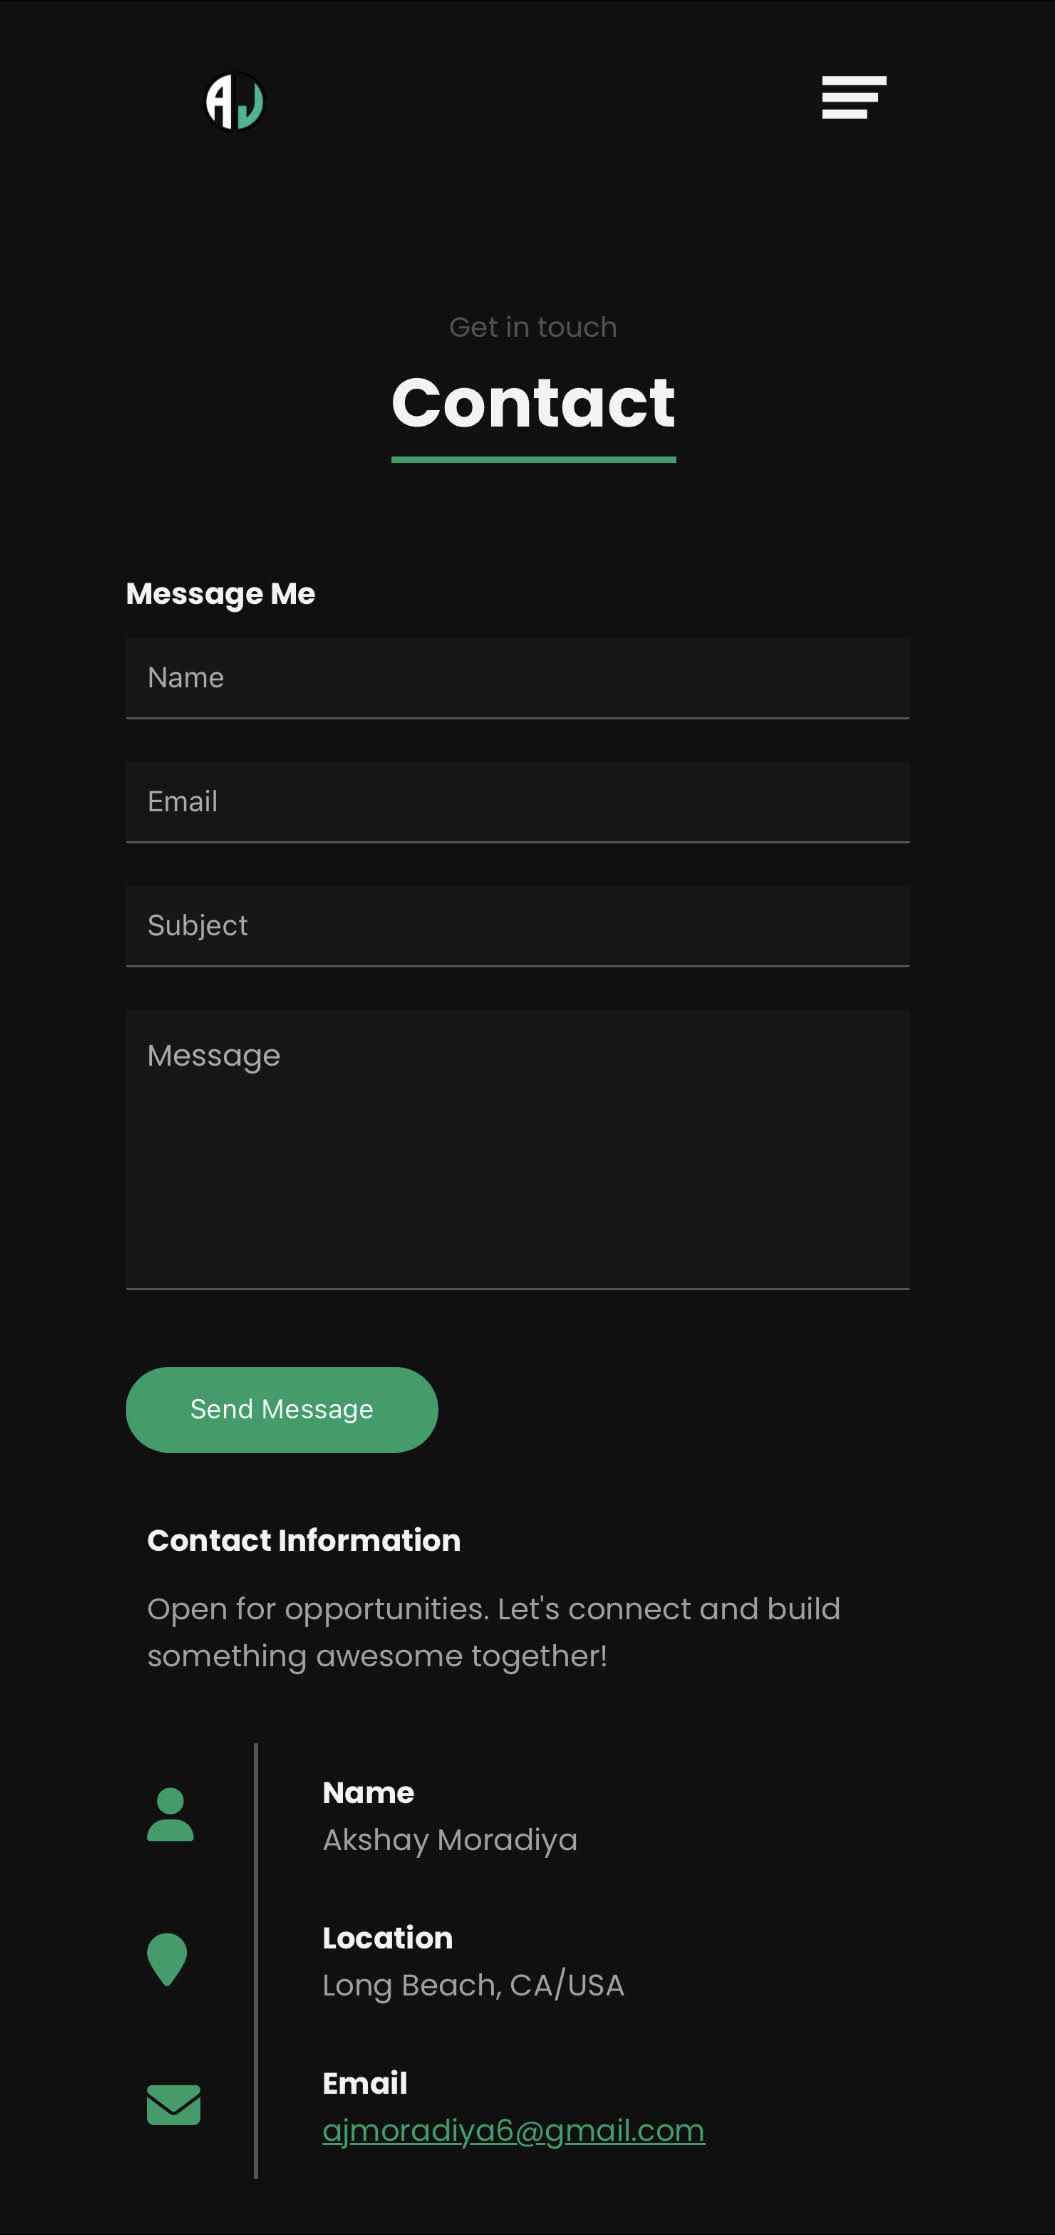 AJ
Get in touch
Contact
Message Me
Name
Email
Subject
Message
Send Message
Contact Information
Open for opportunities. Let's connect and build
something awesome together!
Name
Akshay Moradiya
Location
Long Beach, CA/USA
Email
ajmoradiya6@gmail.com